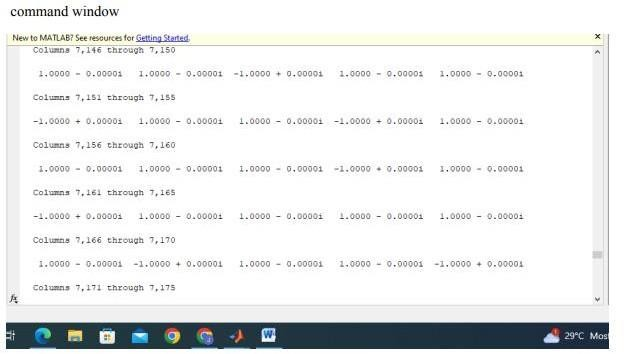 command window
New to MATLAB? See resources for Getting Started.
Columns 7,146 through 7,150
1.0000 - 0.0000i 1.0000 - 0.0000i -1.0000 + 0.0000i 1.0000 - 0.0000i 1.0000 - 0.0000i
Columns 7,151 through 7,155
-1.0000 + 0.0000i 1.0000 - 0.0000i 1.0000 - 0.0000i -1.0000 + 0.0000i 1.0000 - 0.0000i
Columns 7,156 through 7,160
1.0000 - 0.0000i 1.0000 - 0.0000i 1.0000 - 0.0000i -1.0000 + 0.0000i 1.0000 - 0.0000i
Columns 7,161 through 7,165
-1.0000 + 0.0000i 1.0000 - 0.0000i 1.0000 - 0.0000i 1.0000 - 0.0000i 1.0000 - 0.0000i
Columns 7,166 through 7,170
1.0000 - 0.0000i -1.0000 + 0.0000i 1.0000 - 0.0000i 1.0000 - 0.0000i -1.0000 + 0.0000i
Columns 7,171 through 7,175
fx
29°C Most